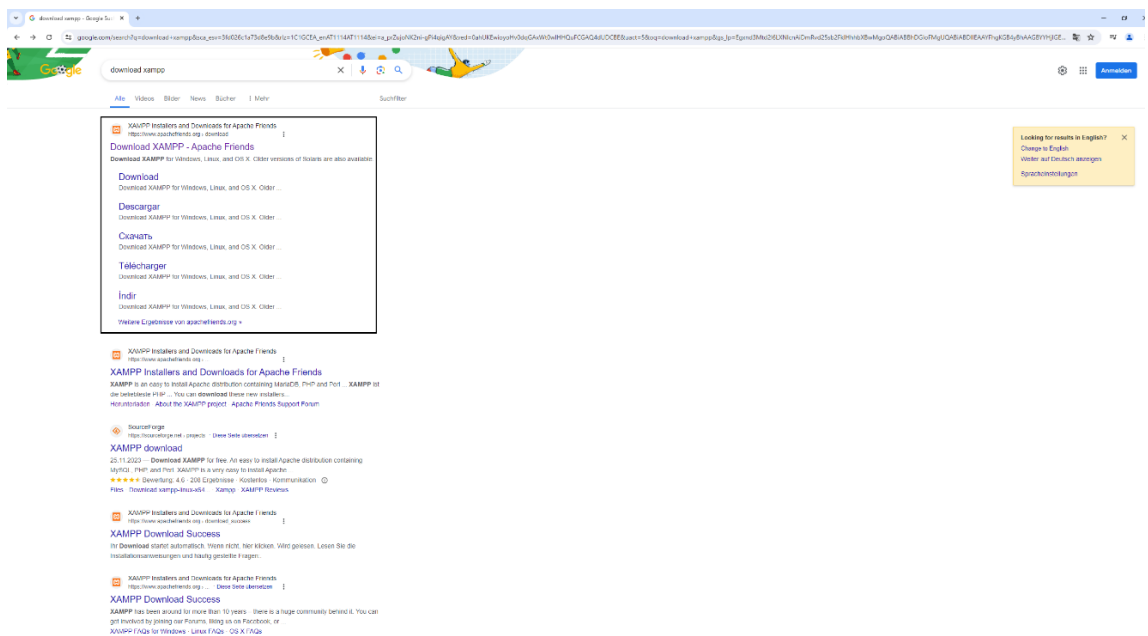 download xampp - Google Suc
Google
download xampp
Anmelden
Alle Videos Bilder News Bücher Mehr Suchfilter
XAMPP Installers and Downloads for Apache Friends
https://www.apachefriends.org › download
Download XAMPP - Apache Friends
Download XAMPP for Windows, Linux, and OS X. Older versions of Solaris are also available.
Download
Download XAMPP for Windows, Linux, and OS X. Older ...
Descargar
Download XAMPP for Windows, Linux, and OS X. Older ...
Скачать
Download XAMPP for Windows, Linux, and OS X. Older ...
Télécharger
Download XAMPP for Windows, Linux, and OS X. Older ...
İndir
Download XAMPP for Windows, Linux, and OS X. Older ...
Weitere Ergebnisse von apachefriends.org »
Looking for results in English?
Change to English
Weiter auf Deutsch anzeigen
Spracheinstellungen
XAMPP Installers and Downloads for Apache Friends
https://www.apachefriends.org ›
XAMPP Installers and Downloads for Apache Friends
XAMPP is an easy to install Apache distribution containing MariaDB, PHP and Perl ... XAMPP ist
die beliebteste PHP ... You can download these new installers...
Herunterladen · About the XAMPP project · Apache Friends Support Forum
SourceForge
https://sourceforge.net › projects · Diese Seite übersetzen
XAMPP download
25.11.2023 — Download XAMPP for free. An easy to install Apache distribution containing
MySQL, PHP, and Perl. XAMPP is a very easy to install Apache
Bewertung: 4,6 · 208 Ergebnisse · Kostenlos · Kommunikation
Files · Download xampp-linux-x64 ... · Xampp · XAMPP Reviews
XAMPP Installers and Downloads for Apache Friends
https://www.apachefriends.org › download_success
XAMPP Download Success
Ihr Download startet automatisch. Wenn nicht, hier klicken. Wird gelesen. Lesen Sie die
Installationsanweisungen und häufig gestellte Fragen..
XAMPP Installers and Downloads for Apache Friends
https://www.apachefriends.org › ... · Diese Seite übersetzen
XAMPP Download Success
XAMPP has been around for more than 10 years – there is a huge community behind it. You can
get involved by joining our Forums, liking us on Facebook, or ...
XAMPP FAQs for Windows · Linux FAQs · OS X FAQs